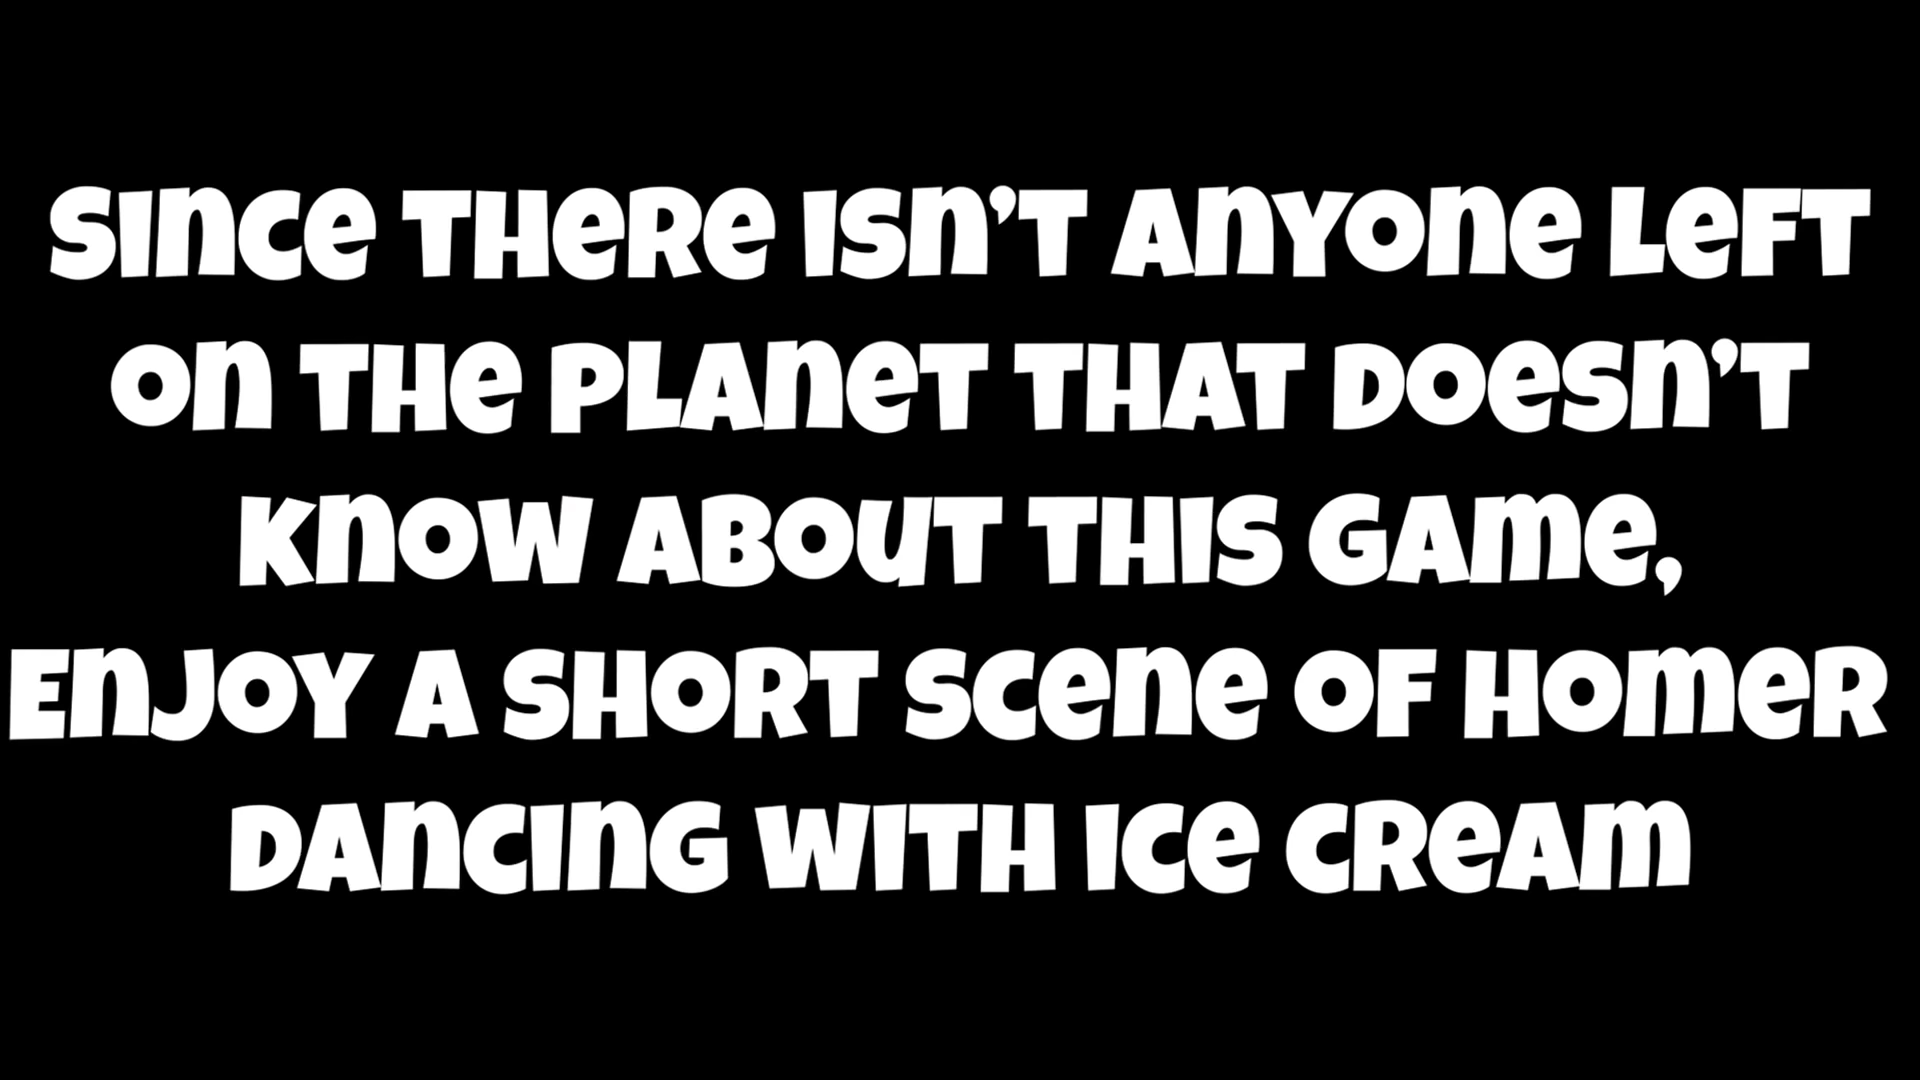 Since there isn't anyone left
on the planet that doesn't
know about this game,
Enjoy a short scene of Homer
dancing with ice cream